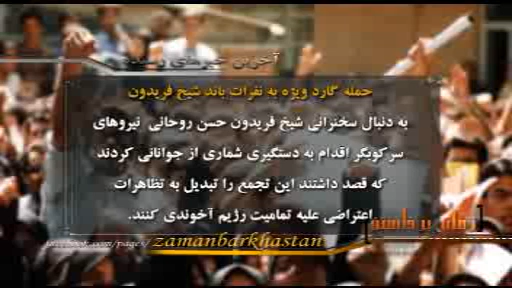 آخرین خبرهای رسیده
حمله گارد ویژه به نفرات باند شیخ فریدون
به دنبال سخنرانی شیخ فریدون حسن روحانی نیروهای
سرکوبگر اقدام به دستگیری شماری از جوانانی کردند
که قصد داشتند این تجمع را تبدیل به تظاهرات
اعتراضی علیه تمامیت رژیم آخوندی کنند.
زمان برخاستن
facebook.com/pages/zamanbarkhastan